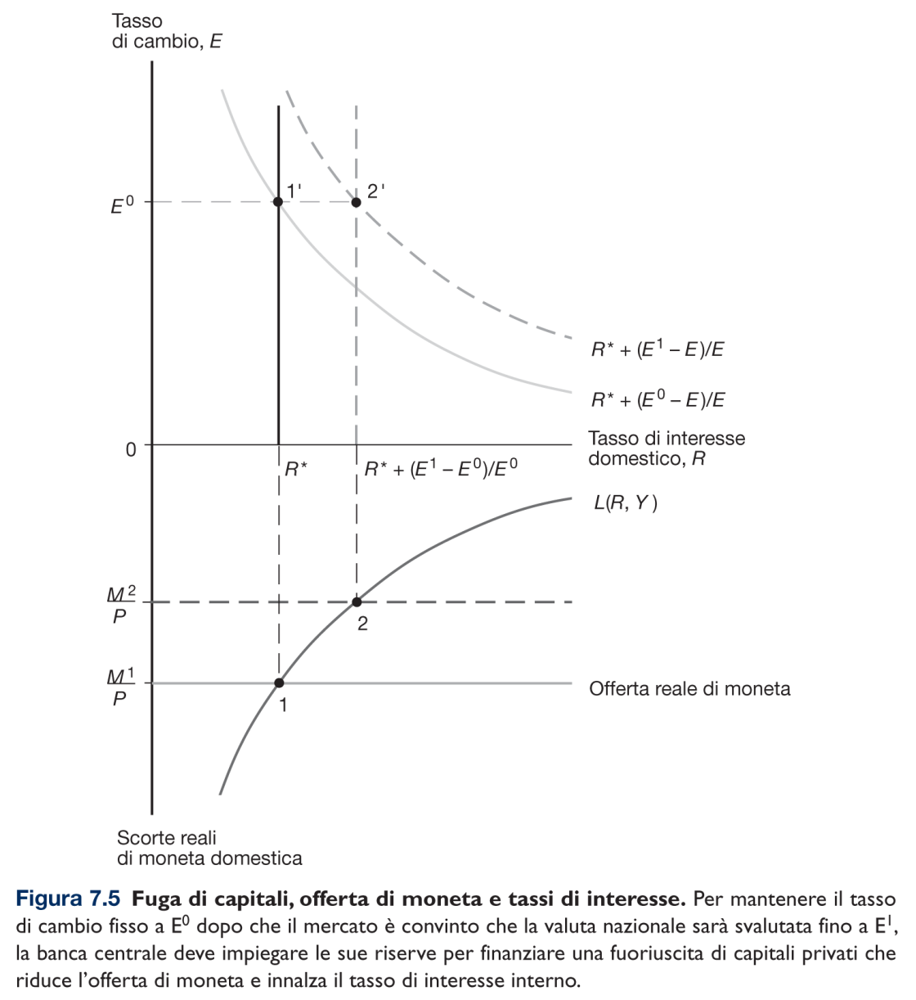 Tasso
di cambio, E
1'
2'
E⁰
R* + (E¹ – E)/E
R* + (E⁰ – E)/E
0
Tasso di interesse
domestico, R
R*
R* + (E¹ – E⁰)/E⁰
L(R, Y)
M²
P
2
M¹
P
Offerta reale di moneta
1
Scorte reali
di moneta domestica
Figura 7.5 Fuga di capitali, offerta di moneta e tassi di interesse. Per mantenere il tasso
di cambio fisso a E⁰ dopo che il mercato è convinto che la valuta nazionale sarà svalutata fino a E¹,
la banca centrale deve impiegare le sue riserve per finanziare una fuoriuscita di capitali privati che
riduce l’offerta di moneta e innalza il tasso di interesse interno.